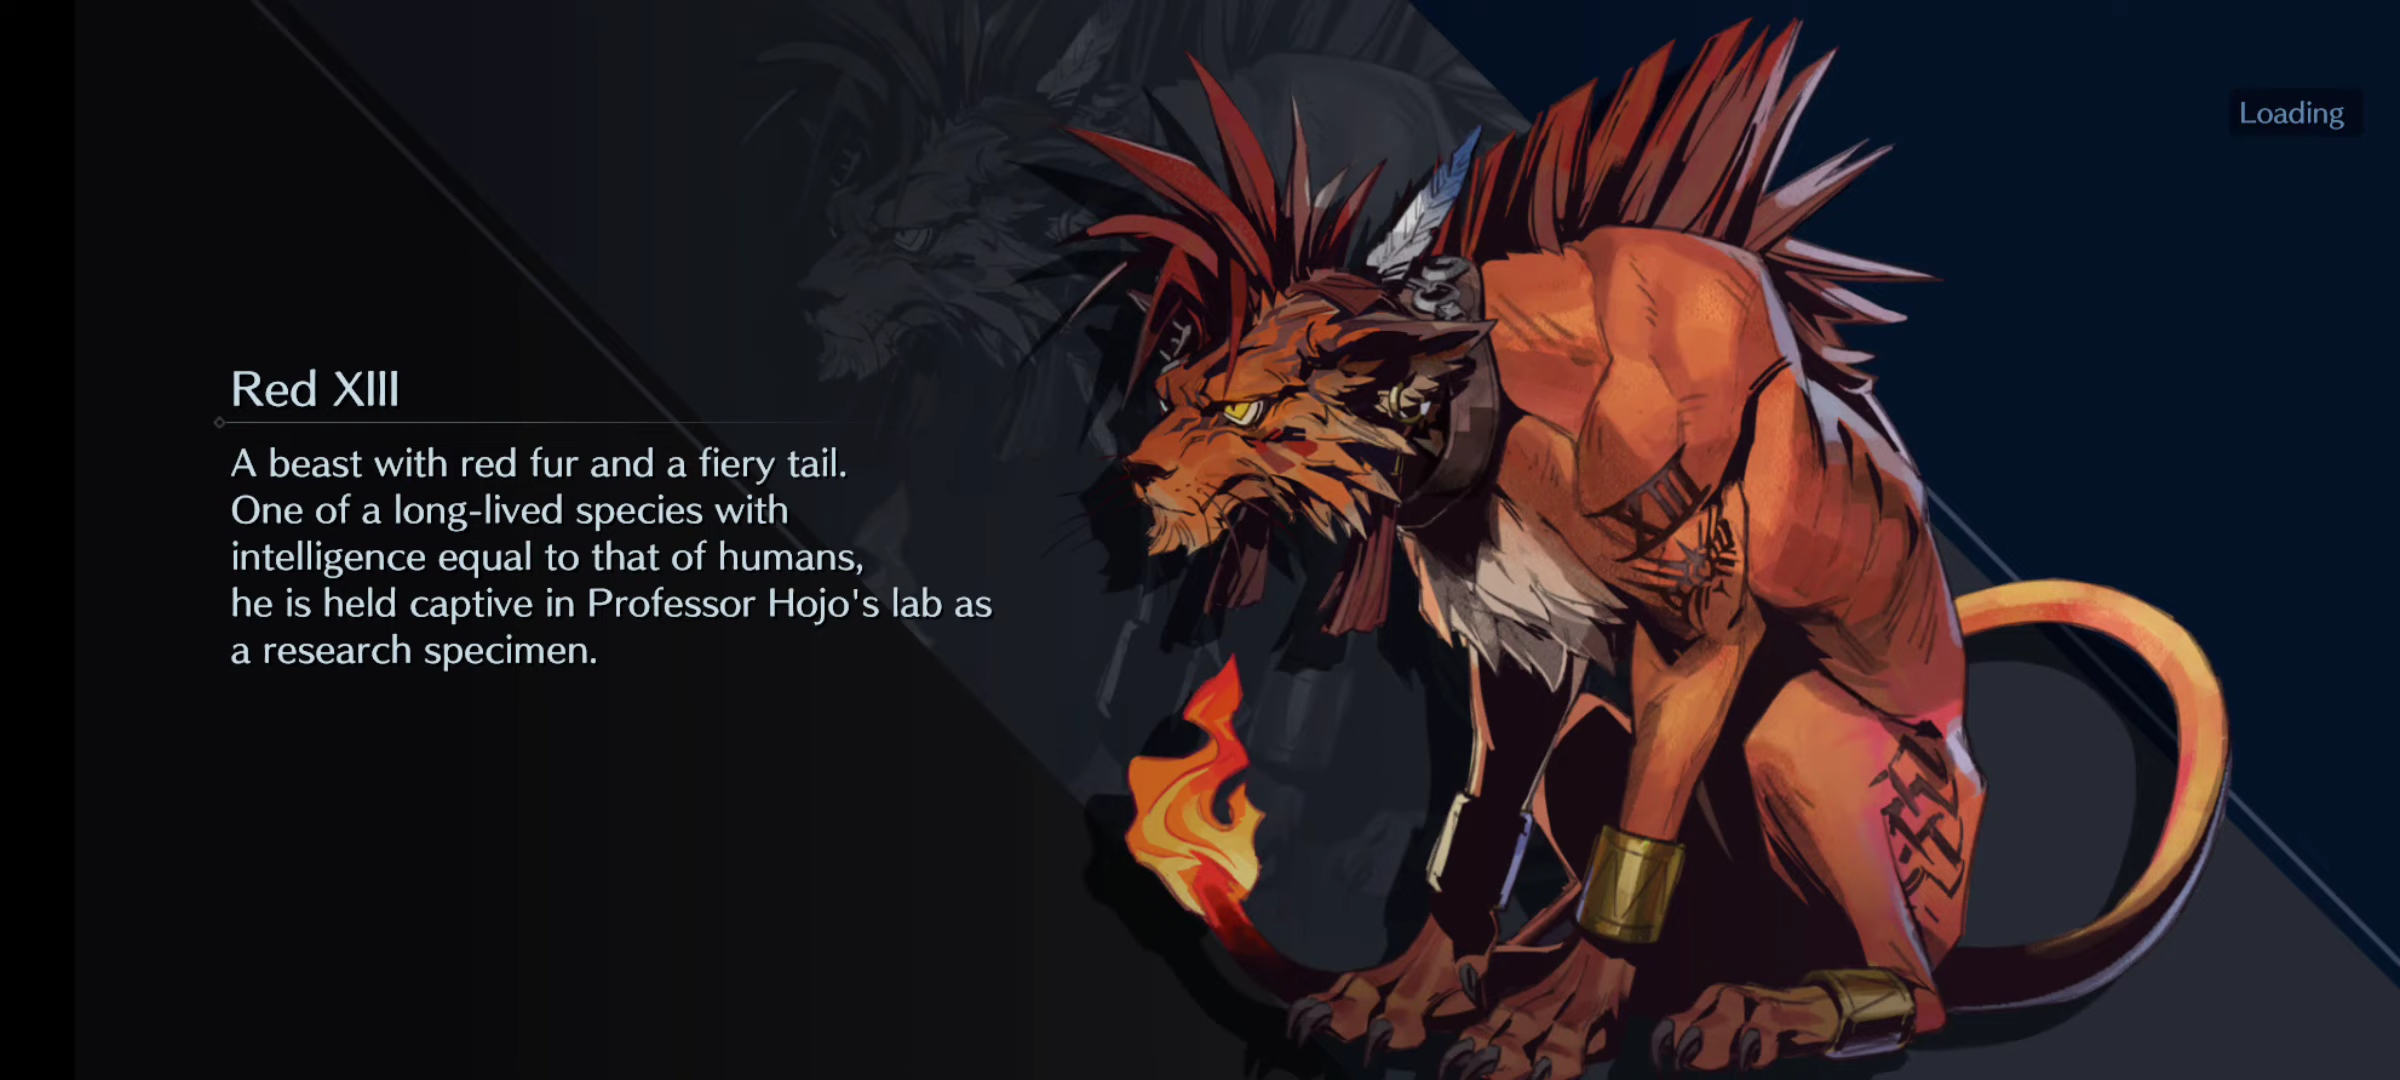 Loading
Red XIII
A beast with red fur and a fiery tail.
One of a long-lived species with
intelligence equal to that of humans,
he is held captive in Professor Hojo's lab as
a research specimen.
XIII